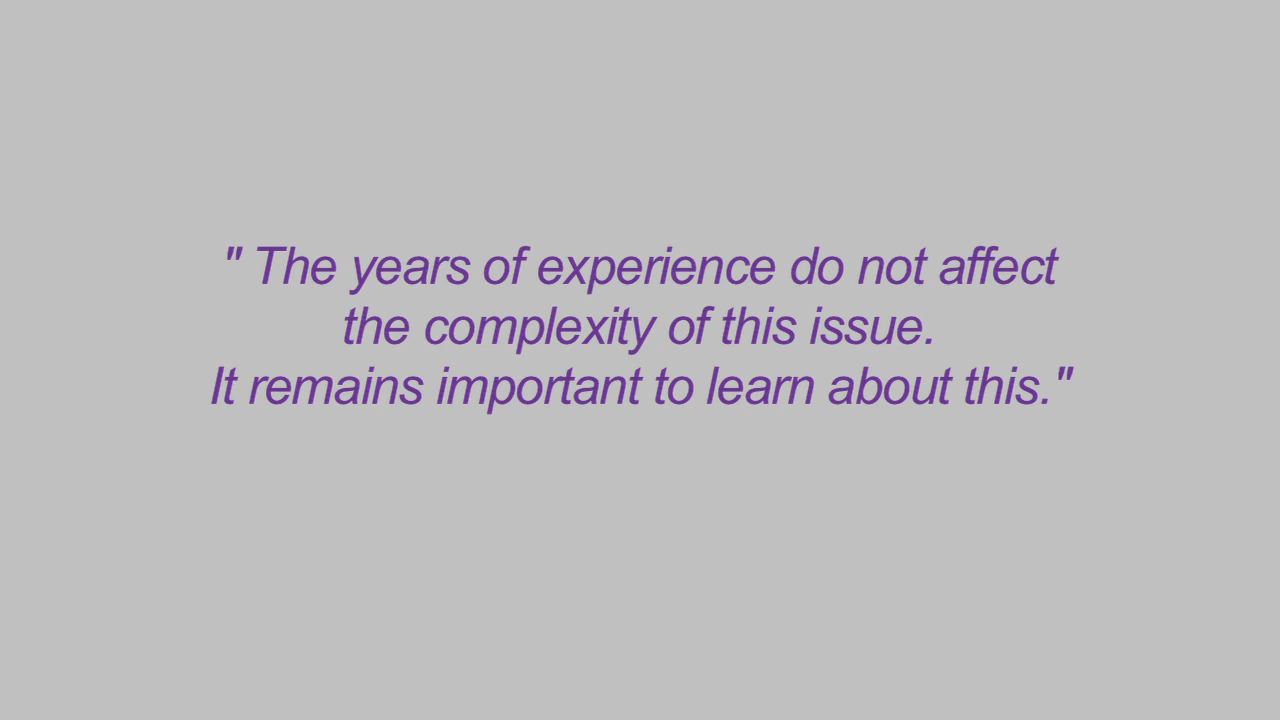 " The years of experience do not affect
the complexity of this issue.
It remains important to learn about this."